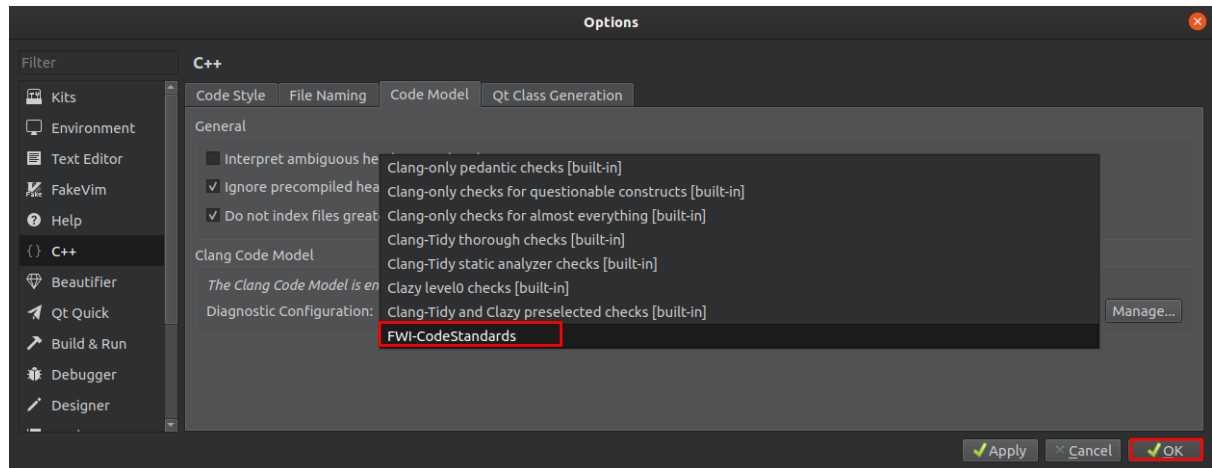 Options
Filter
Kits
Environment
Text Editor
FakeVim
Help
C++
Beautifier
Qt Quick
Build & Run
Debugger
Designer
C++
Code Style File Naming Code Model Qt Class Generation
General
Interpret ambiguous he
Ignore precompiled hea
Do not index files great
Clang Code Model
The Clang Code Model is en
Diagnostic Configuration:
Clang-only pedantic checks [built-in]
Clang-only checks for questionable constructs [built-in]
Clang-only checks for almost everything [built-in]
Clang-Tidy thorough checks [built-in]
Clang-Tidy static analyzer checks [built-in]
Clazy level0 checks [built-in]
Clang-Tidy and Clazy preselected checks [built-in]
FWI-CodeStandards
Manage...
Apply Cancel OK